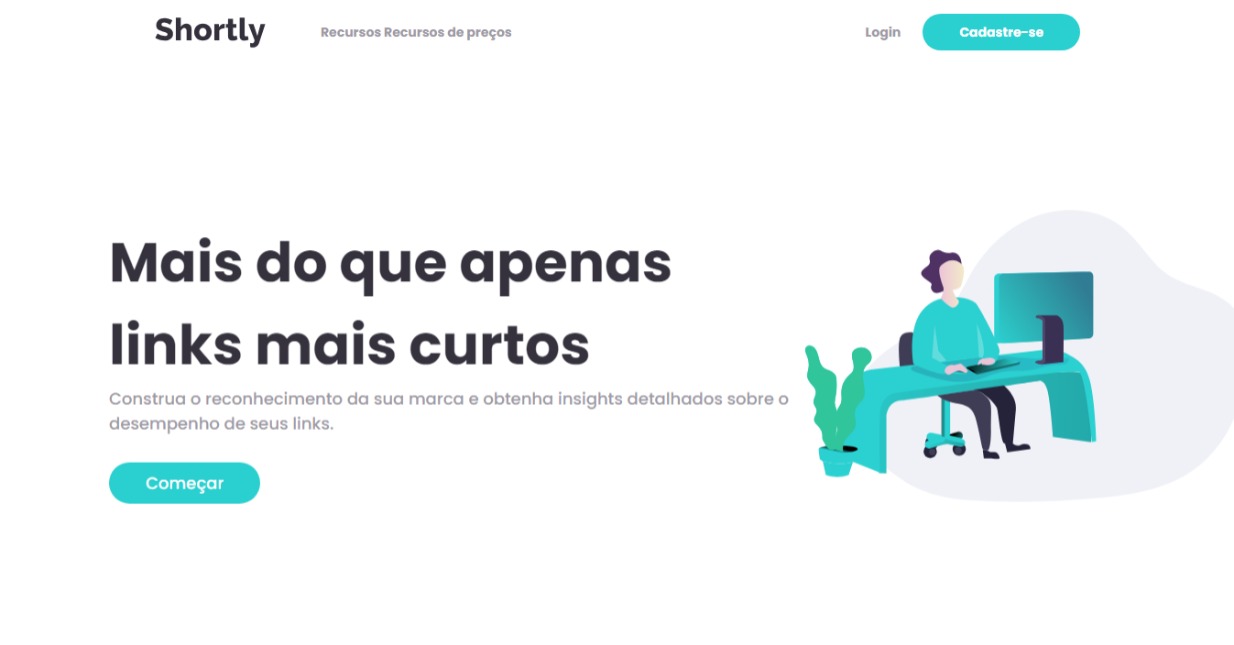 Shortly
Recursos Recursos de preços
Login
Cadastre-se
Mais do que apenas
links mais curtos
Construa o reconhecimento da sua marca e obtenha insights detalhados sobre o
desempenho de seus links.
Começar